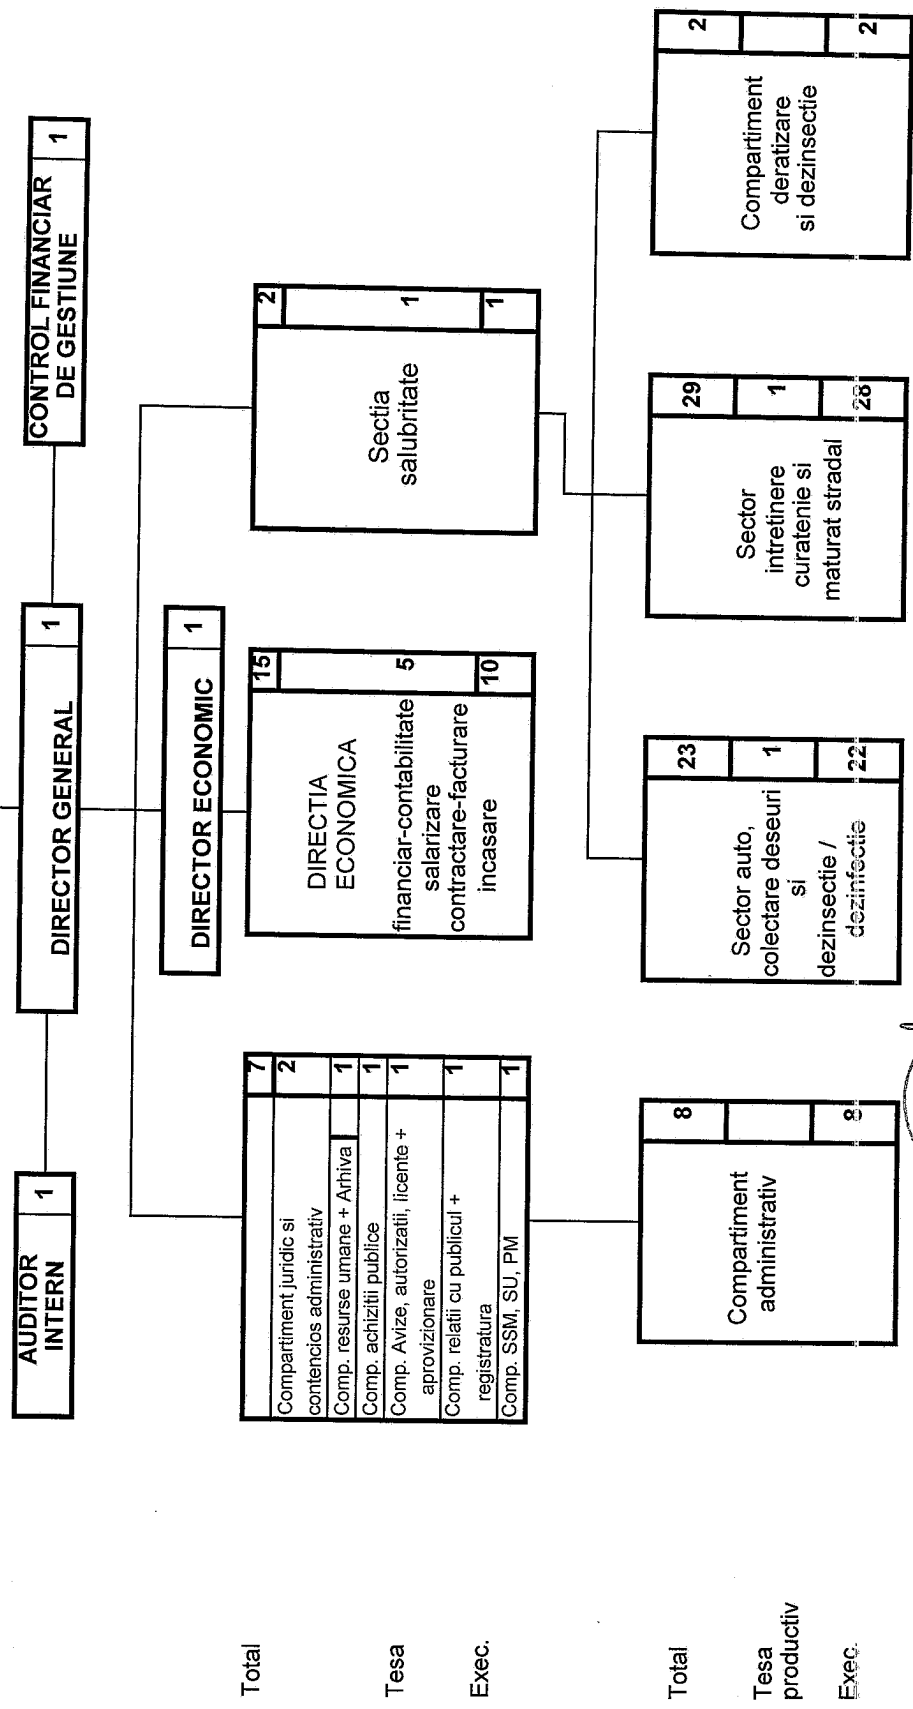 AUDITOR
INTERN
1
DIRECTOR GENERAL
1
CONTROL FINANCIAR
DE GESTIUNE
1
DIRECTOR ECONOMIC
1
Total
Tesa
Exec.
7
Compartiment juridic si
contencios administrativ
2
Comp. resurse umane + Arhiva
1
Comp. achizitii publice
1
Comp. Avize, autorizatii, licente +
aprovizionare
1
Comp. relatii cu publicul +
registratura
1
Comp. SSM, SU, PM
1
DIRECTIA
ECONOMICA
financiar-contabilitate
salarizare
contractare-facturare
incasare
15
5
10
Sectia
salubritate
2
1
1
Total
Tesa
productiv
Exec.
Compartiment
administrativ
8
8
Sector auto,
colectare deseuri
si
dezinsectie /
dezinfectie
23
1
22
Sector
intretinere
curatenie si
maturat stradal
29
1
28
Compartiment
deratizare
si dezinsectie
2
2